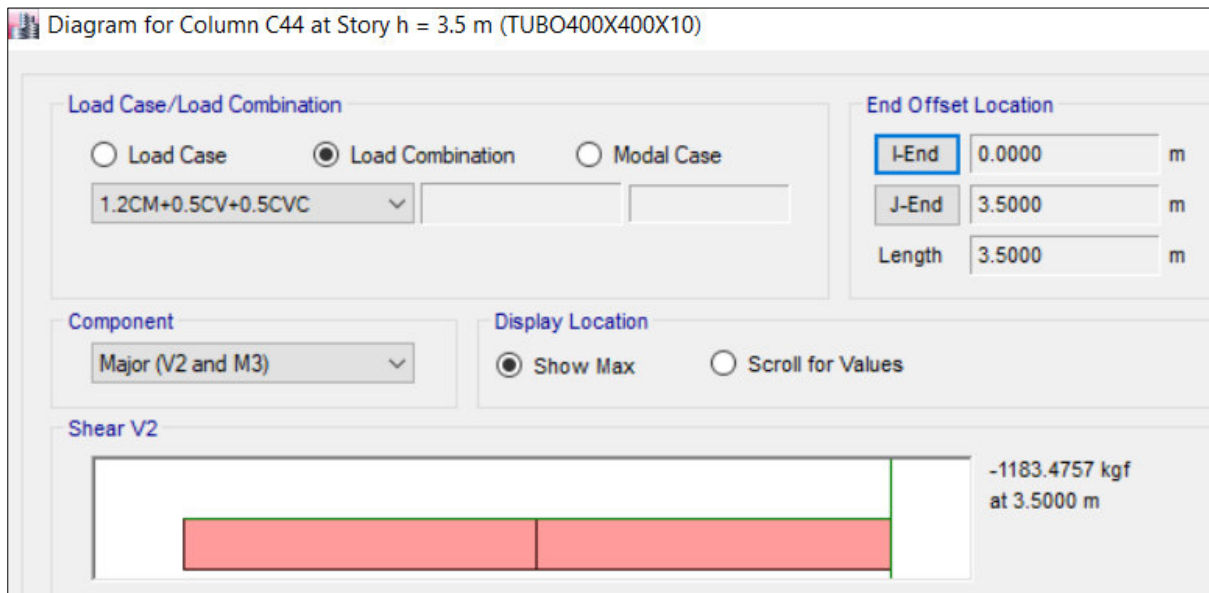 Diagram for Column C44 at Story h = 3.5 m (TUBO400X400X10)
Load Case/Load Combination
Load Case Load Combination Modal Case
1.2CM+0.5CV+0.5CVC
End Offset Location
I-End 0.0000 m
J-End 3.5000 m
Length 3.5000 m
Component
Major (V2 and M3)
Display Location
Show Max Scroll for Values
Shear V2
-1183.4757 kgf
at 3.5000 m